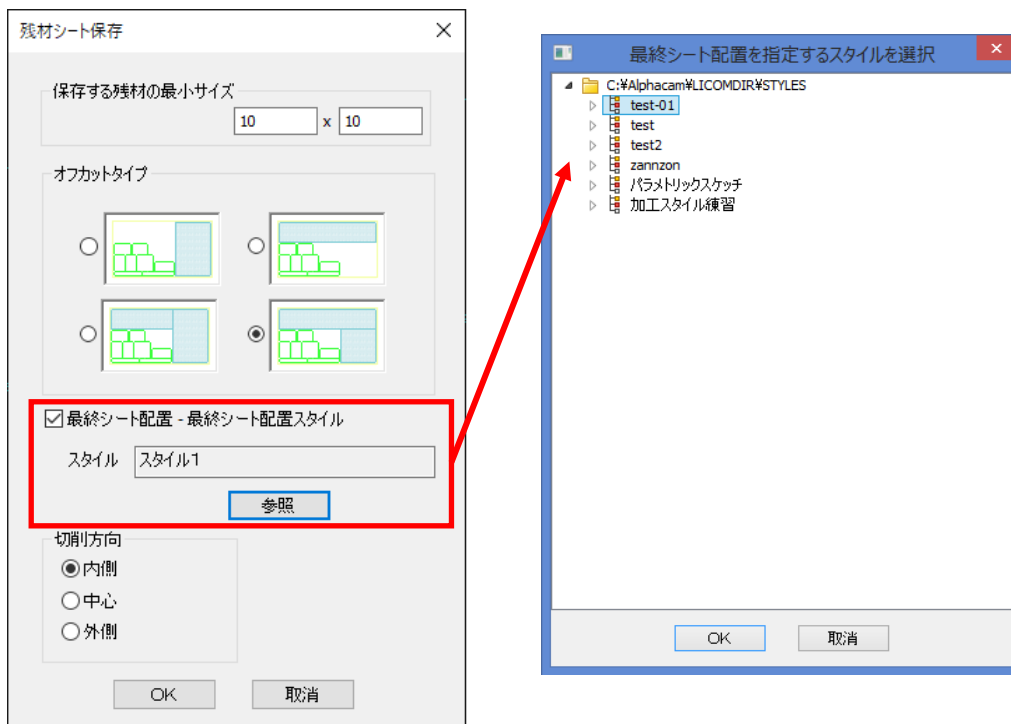 残材シート保存
保存する残材の最小サイズ
10 x 10
オフカットタイプ
最終シート配置 - 最終シート配置スタイル
スタイル スタイル1
参照
切削方向
内側
中心
外側
OK 取消
最終シート配置を指定するスタイルを選択
C:¥Alphacam¥LICOMDIR¥STYLES
test-01
test
test2
zannzon
パラメトリックスケッチ
加工スタイル練習
OK 取消